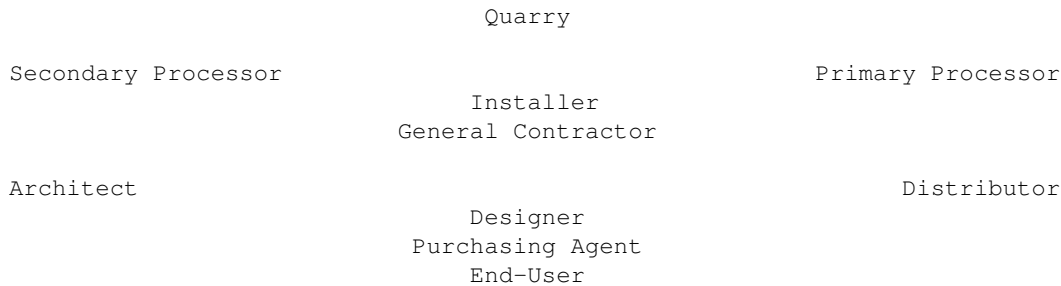 Quarry
Secondary Processor Primary Processor
Installer
General Contractor
Architect Distributor
Designer
Purchasing Agent
End-User